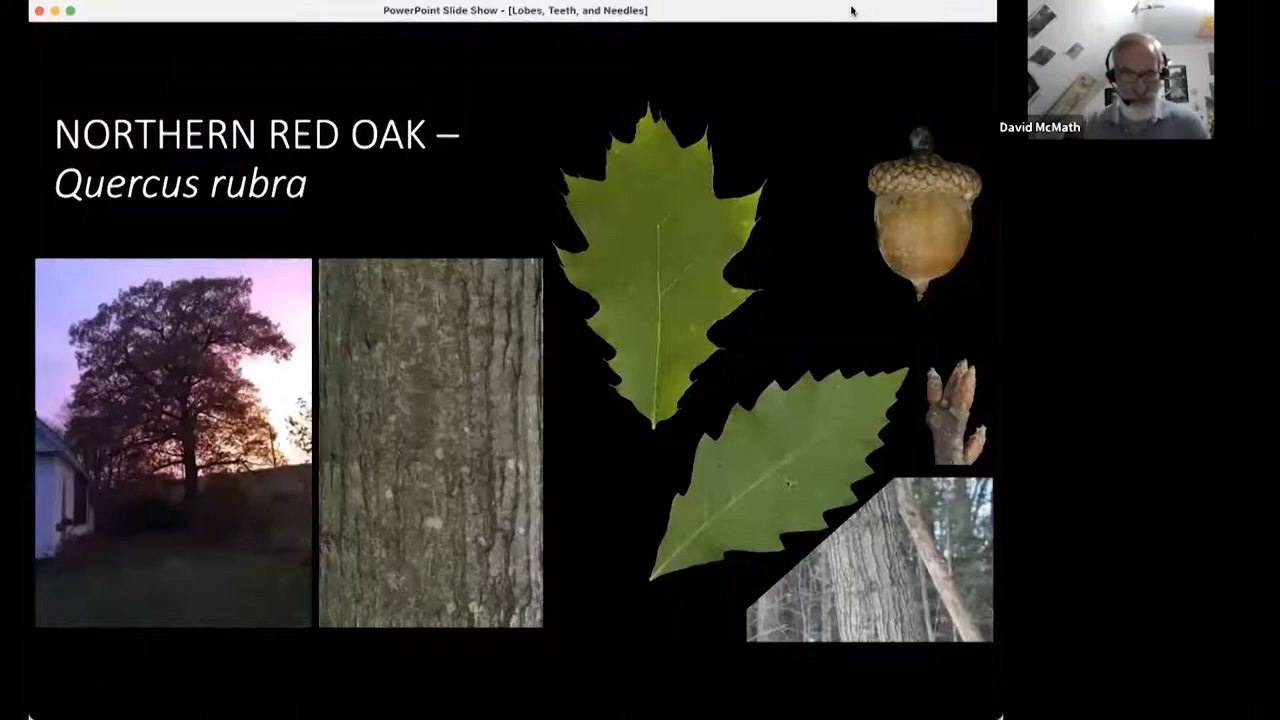 PowerPoint Slide Show - [Lobes, Teeth, and Needles]
NORTHERN RED OAK –
Quercus rubra
David McMath